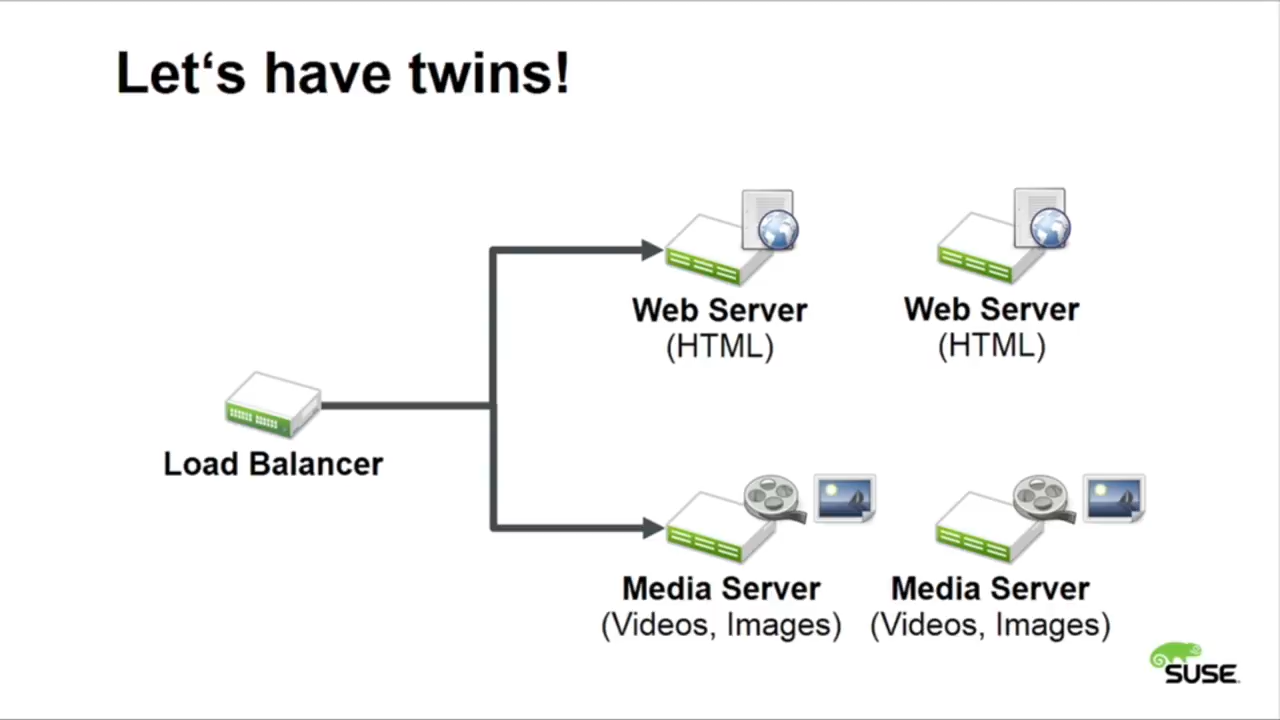 Let‘s have twins!
Web Server
(HTML)
Web Server
(HTML)
Load Balancer
Media Server
(Videos, Images)
Media Server
(Videos, Images)
SUSE